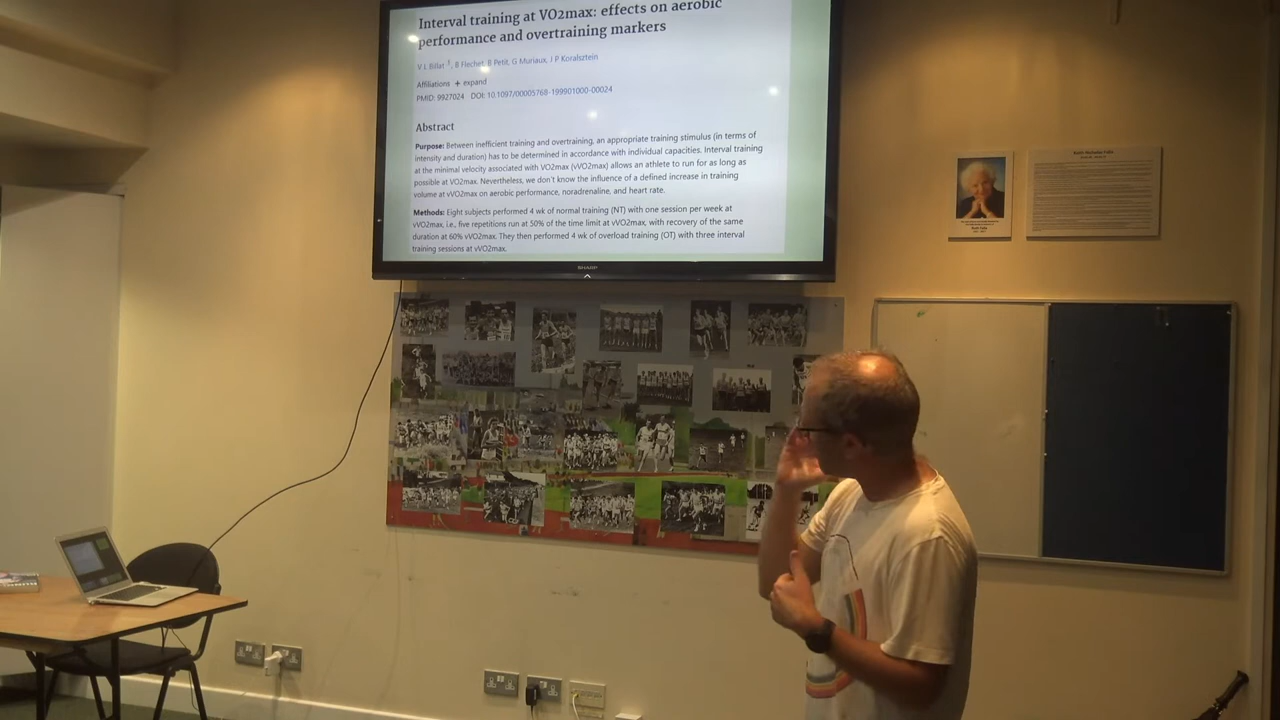 Interval training at VO2max: effects on aerobic
performance and overtraining markers
V L Billat 1, B Flechet, B Petit, G Muriaux, J P Koralsztein
Affiliations + expand
PMID: 9927024 DOI: 10.1097/00005768-199901000-00024
Abstract
Purpose: Between inefficient training and overtraining, an appropriate training stimulus (in terms of
intensity and duration) has to be determined in accordance with individual capacities. Interval training
at the minimal velocity associated with VO2max (vVO2max) allows an athlete to run for as long as
possible at VO2max. Nevertheless, we don't know the influence of a defined increase in training
volume at vVO2max on aerobic performance, noradrenaline, and heart rate.
Methods: Eight subjects performed 4 wk of normal training (NT) with one session per week at
vVO2max, i.e., five repetitions run at 50% of the time limit at vVO2max, with recovery of the same
duration at 60% vVO2max. They then performed 4 wk of overload training (OT) with three interval
training sessions at vVO2max.
SHARP